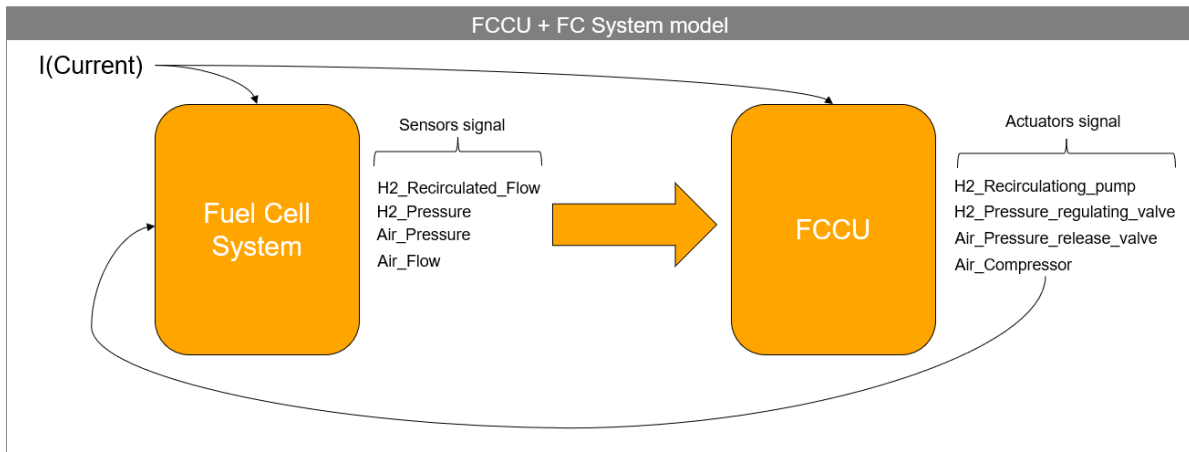 FCCU + FC System model
I(Current)
Sensors signal
Actuators signal
Fuel Cell
System
H2_Recirculated_Flow
H2_Pressure
Air_Pressure
Air_Flow
FCCU
H2_Recirculationg_pump
H2_Pressure_regulating_valve
Air_Pressure_release_valve
Air_Compressor